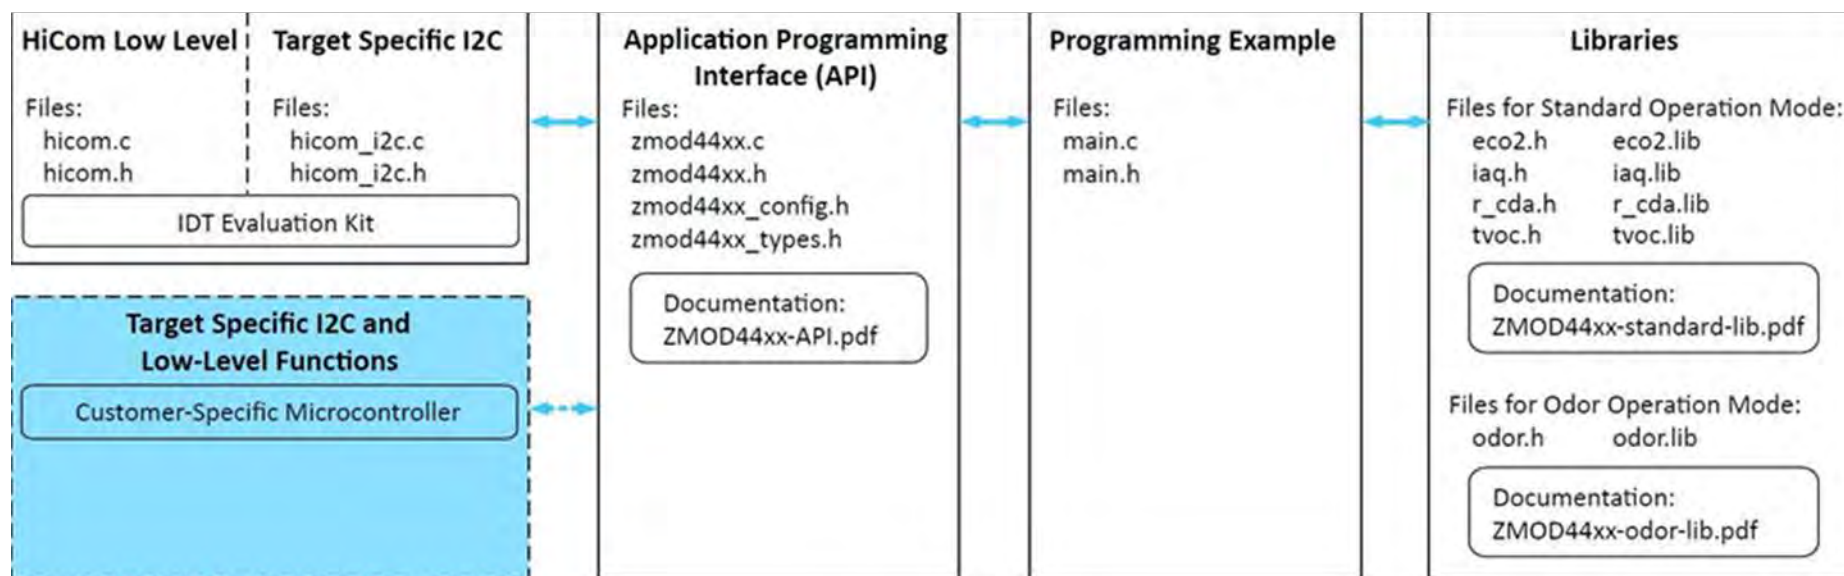 HiCom Low Level
Target Specific I2C
Files:
hicom.c
hicom.h
Files:
hicom_i2c.c
hicom_i2c.h
IDT Evaluation Kit
Target Specific I2C and
Low-Level Functions
Customer-Specific Microcontroller
Application Programming
Interface (API)
Files:
zmod44xx.c
zmod44xx.h
zmod44xx_config.h
zmod44xx_types.h
Documentation:
ZMOD44xx-API.pdf
Programming Example
Files:
main.c
main.h
Libraries
Files for Standard Operation Mode:
eco2.h eco2.lib
iaq.h iaq.lib
r_cda.h r_cda.lib
tvoc.h tvoc.lib
Documentation:
ZMOD44xx-standard-lib.pdf
Files for Odor Operation Mode:
odor.h odor.lib
Documentation:
ZMOD44xx-odor-lib.pdf